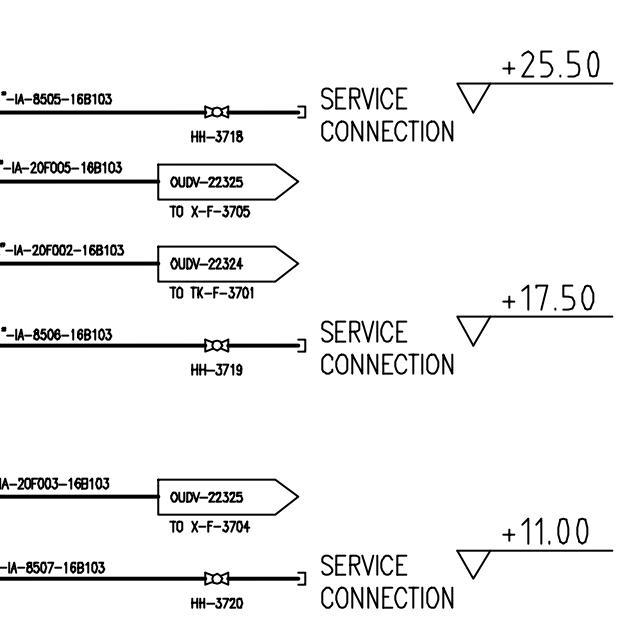 +25.50
"-IA-8505-16B103
SERVICE
CONNECTION
HH-3718
"-IA-20F005-16B103
OUDV-22325
TO X-F-3705
"-IA-20F002-16B103
OUDV-22324
TO TK-F-3701
+17.50
"-IA-8506-16B103
SERVICE
CONNECTION
HH-3719
IA-20F003-16B103
OUDV-22325
TO X-F-3704
+11.00
-IA-8507-16B103
SERVICE
CONNECTION
HH-3720